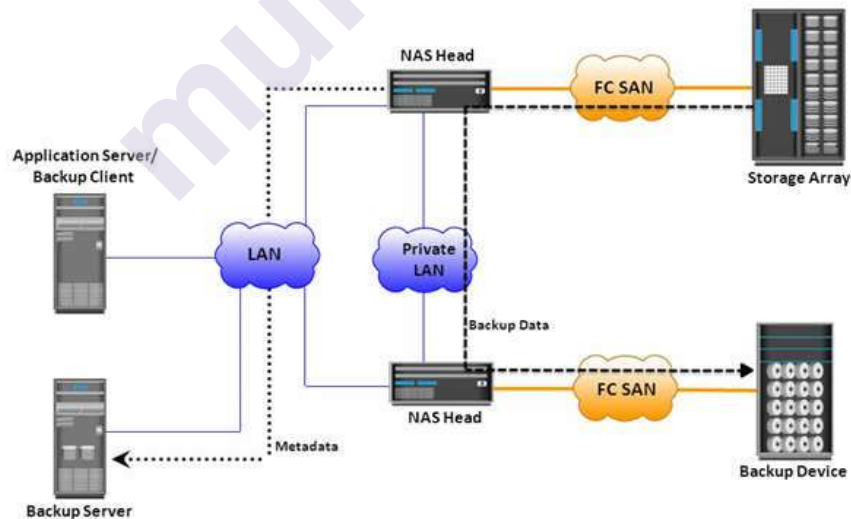 NAS Head
FC SAN
Storage Array
Application Server/
Backup Client
LAN
Private
LAN
Backup Data
NAS Head
FC SAN
Backup Device
Metadata
Backup Server